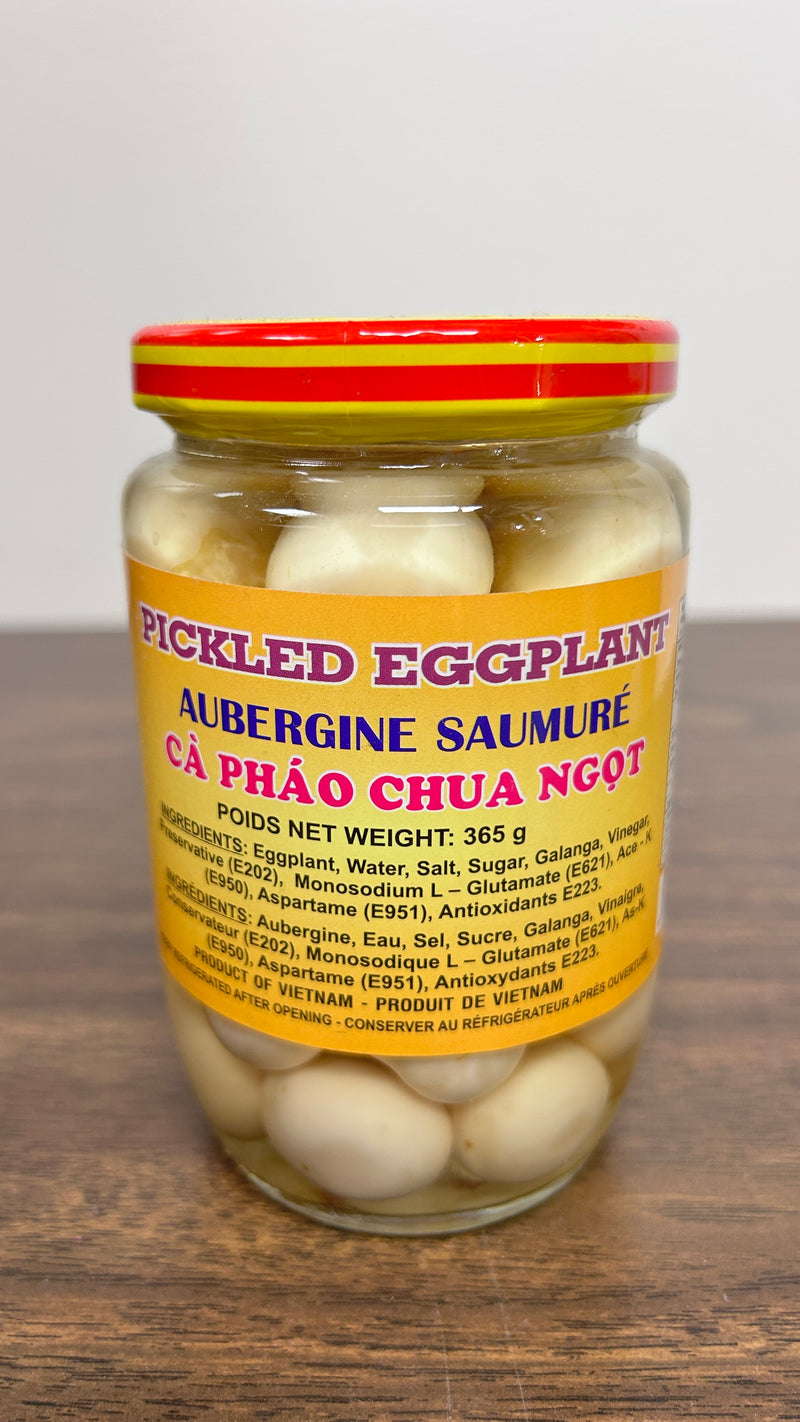 PICKLED EGGPLANT
AUBERGINE SAUMURÉ
CÀ PHÁO CHUA NGỌT
POIDS NET WEIGHT: 365 g
INGREDIENTS: Eggplant, Water, Salt, Sugar, Galanga, Vinegar,
Preservative (E202), Monosodium L – Glutamate (E621), Ace - K
(E950), Aspartame (E951), Antioxidants E223.
INGRÉDIENTS: Aubergine, Eau, Sel, Sucre, Galanga, Vinaigre,
Conservateur (E202), Monosodique L – Glutamate (E621), As-K
(E950), Aspartame (E951), Antioxydants E223.
PRODUCT OF VIETNAM - PRODUIT DE VIETNAM
REFRIGERATED AFTER OPENING - CONSERVER AU RÉFRIGÉRATEUR APRÈS OUVERTURE